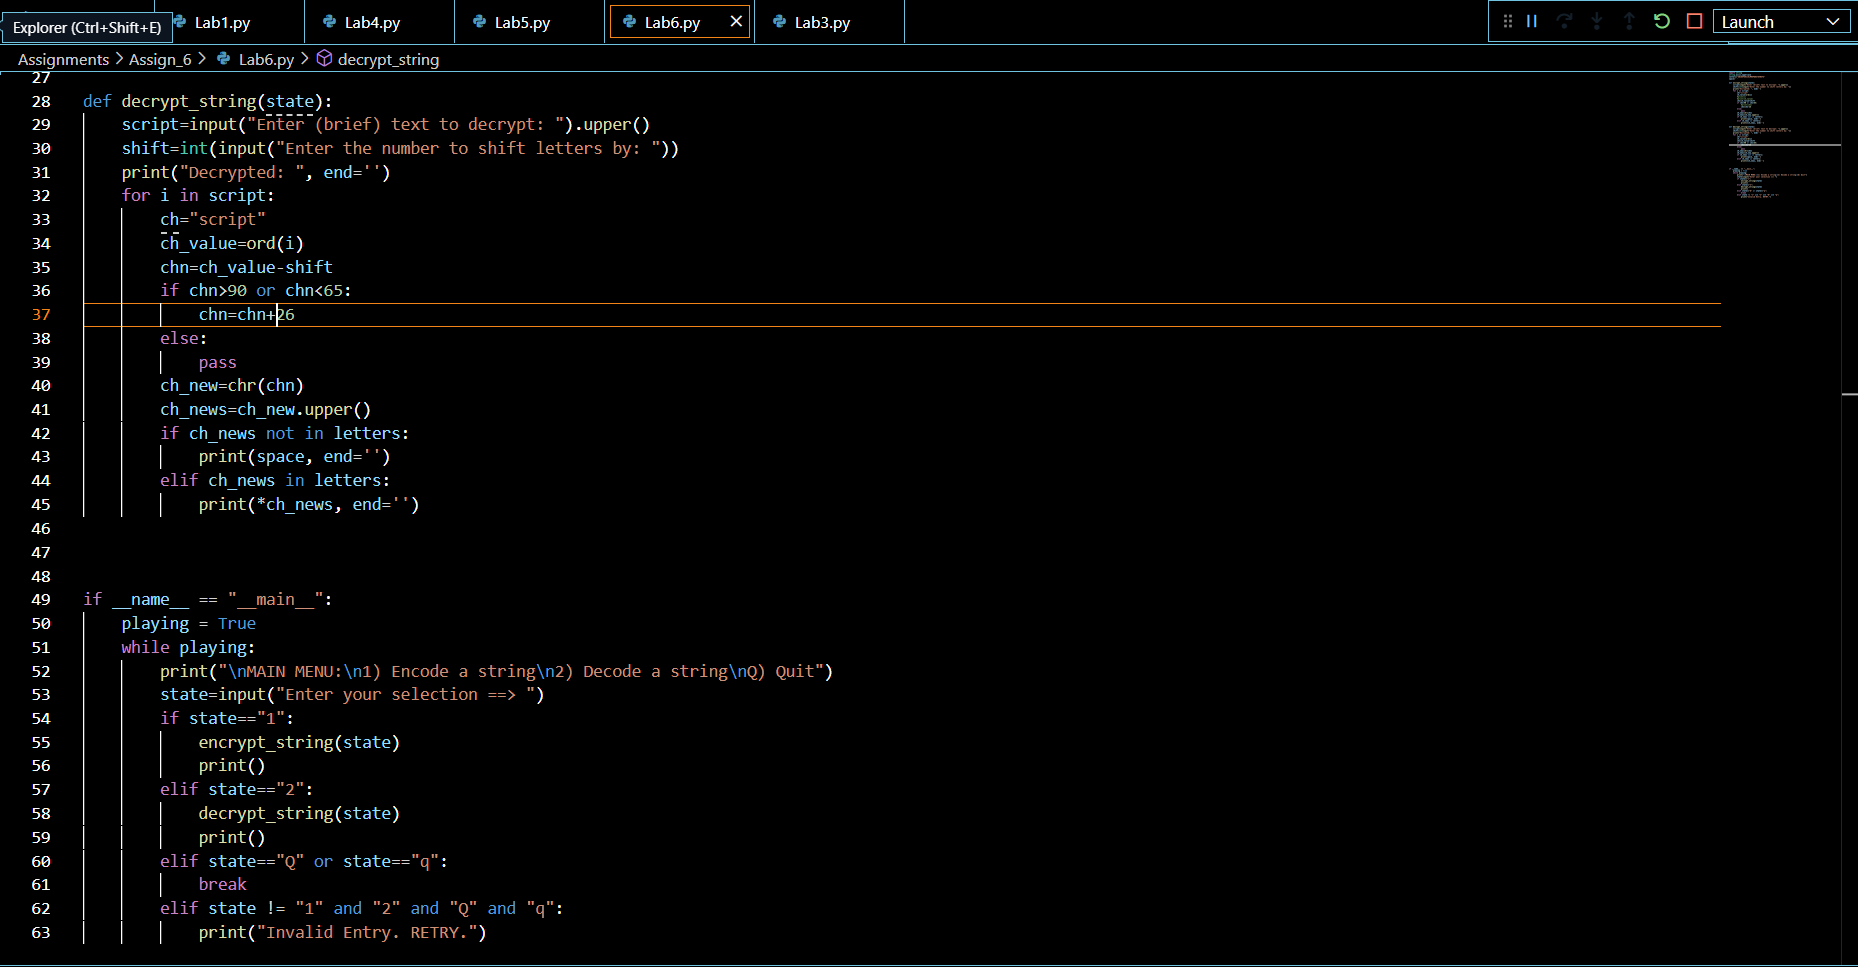 Explorer (Ctrl+Shift+E)
Lab1.py
Lab4.py
Lab5.py
Lab6.py
Lab3.py
Launch
Assignments > Assign_6 > Lab6.py > decrypt_string
27
28 def decrypt_string(state):
29     script=input("Enter (brief) text to decrypt: ").upper()
30     shift=int(input("Enter the number to shift letters by: "))
31     print("Decrypted: ", end='')
32     for i in script:
33         ch="script"
34         ch_value=ord(i)
35         chn=ch_value-shift
36         if chn>90 or chn<65:
37             chn=chn+26
38         else:
39             pass
40         ch_new=chr(chn)
41         ch_news=ch_new.upper()
42         if ch_news not in letters:
43             print(space, end='')
44         elif ch_news in letters:
45             print(*ch_news, end='')
46
47
48
49 if __name__ == "__main__":
50     playing = True
51     while playing:
52         print("\nMAIN MENU:\n1) Encode a string\n2) Decode a string\nQ) Quit")
53         state=input("Enter your selection ==> ")
54         if state=="1":
55             encrypt_string(state)
56             print()
57         elif state=="2":
58             decrypt_string(state)
59             print()
60         elif state=="Q" or state=="q":
61             break
62         elif state != "1" and "2" and "Q" and "q":
63             print("Invalid Entry. RETRY.")